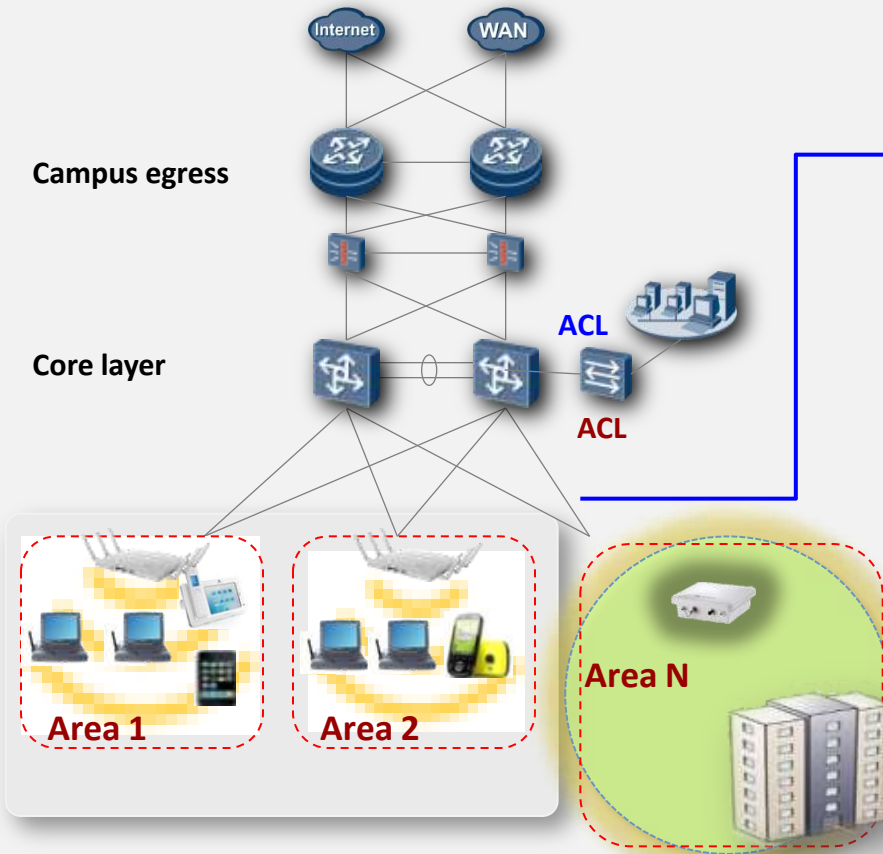 Internet
WAN
Campus egress
ACL
Core layer
ACL
Area 1
Area 2
Area N